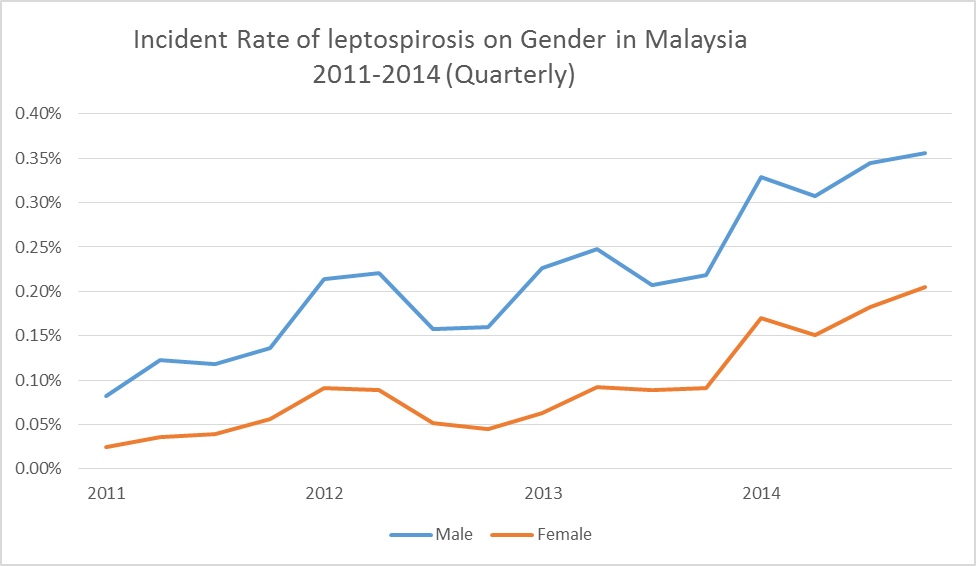 Incident Rate of leptospirosis on Gender in Malaysia
2011-2014 (Quarterly)
0.40%
0.35%
0.30%
0.25%
0.20%
0.15%
0.10%
0.05%
0.00%
2011 2012 2013 2014
Male Female